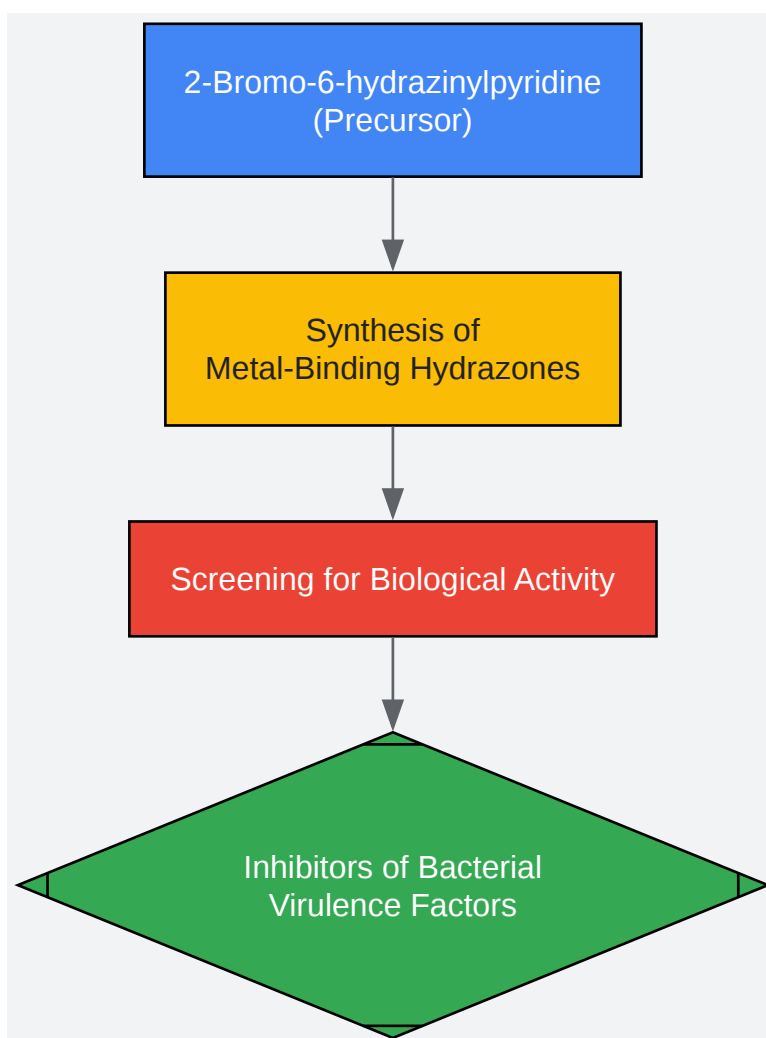 2-Bromo-6-hydrazinylpyridine
(Precursor)
Synthesis of
Metal-Binding Hydrazones
Screening for Biological Activity
Inhibitors of Bacterial
Virulence Factors